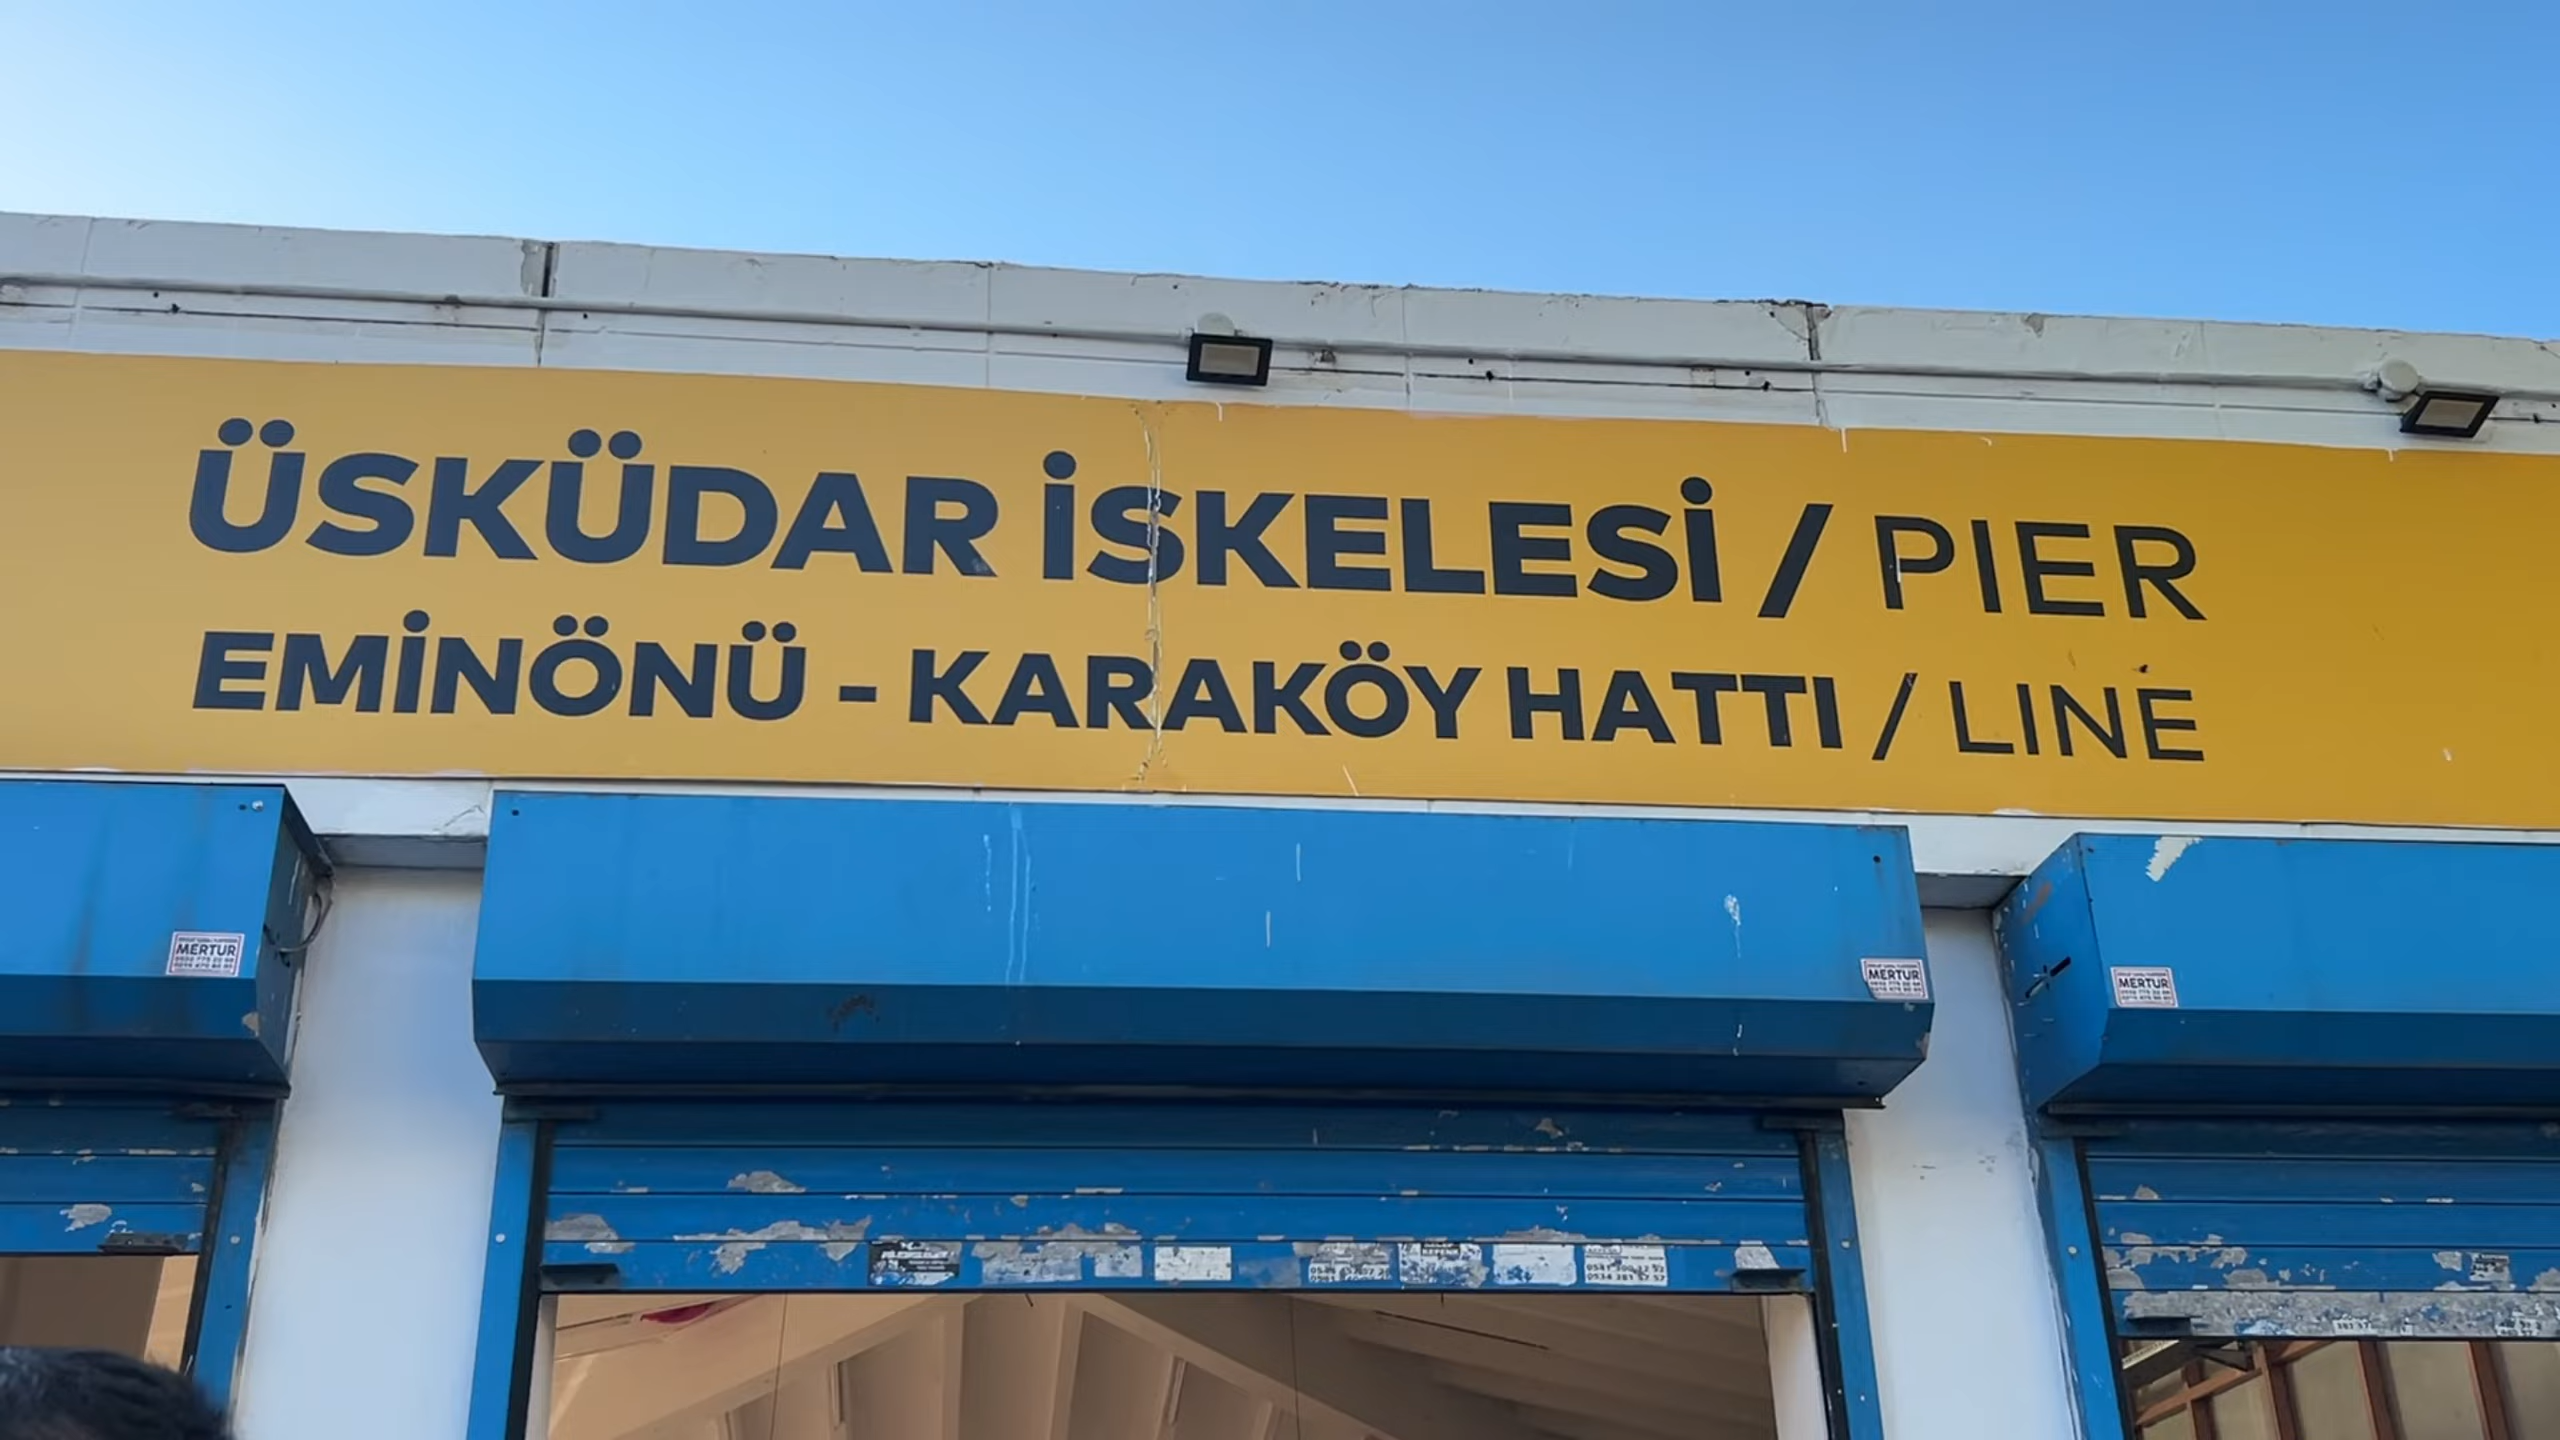 ÜSKÜDAR İSKELESİ / PIER
EMİNÖNÜ - KARAKÖY HATTI / LINE
MERTUR
MERTUR
MERTUR